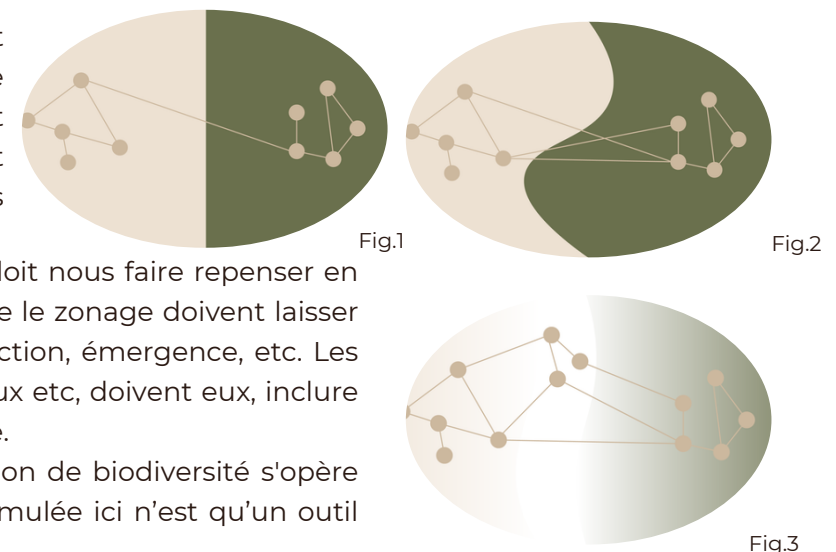 Fig.1
Fig.2
doit nous faire repenser en
le zonage doivent laisser
etc. Les
etc, doivent eux, inclure
de biodiversité s'opère
ici n’est qu’un outil
Fig.3